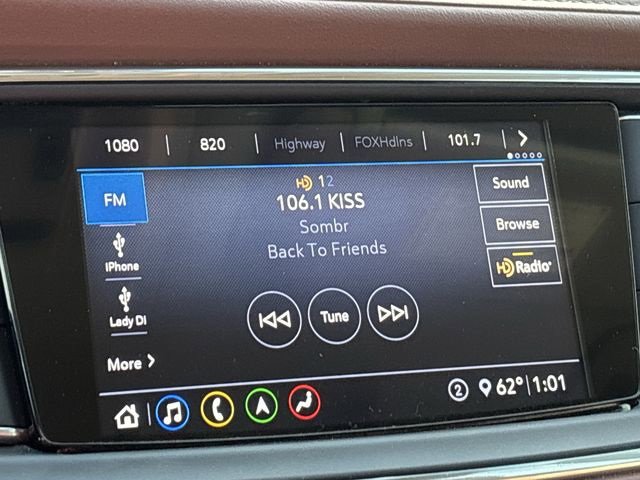 1080 820 Highway FOXHdlns 101.7
FM
HD 12
106.1 KISS
Sombr
Back To Friends
Sound
Browse
HD Radio
iPhone
Lady Di
Tune
More
2 62° 1:01